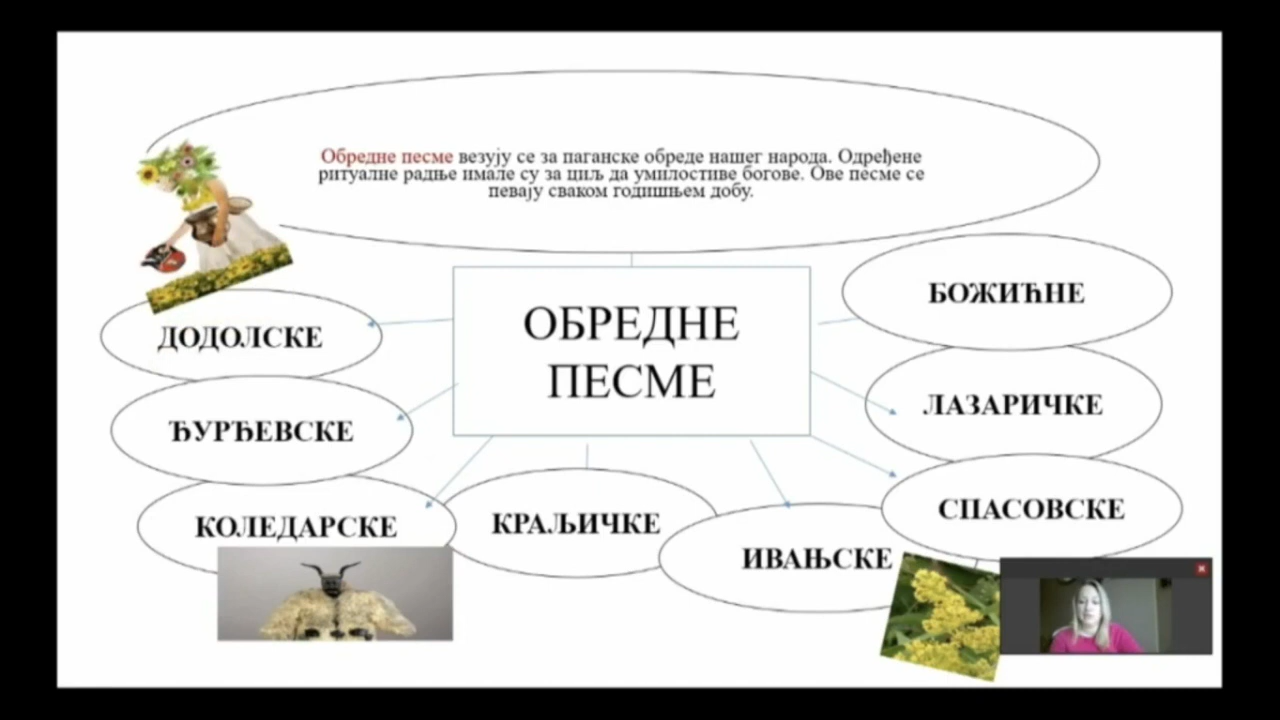 Обредне песме везују се за паганске обреде нашег народа. Одређене
ритуалне радње имале су за циљ да умилостиве богове. Ове песме се
певају сваком годишњем добу.
ОБРЕДНЕ
ПЕСМЕ
ДОДОЛСКЕ
ЂУРЂЕВСКЕ
КОЛЕДАРСКЕ
КРАЉИЧКЕ
ИВАЊСКЕ
СПАСОВСКЕ
ЛАЗАРИЧКЕ
БОЖИЋНЕ